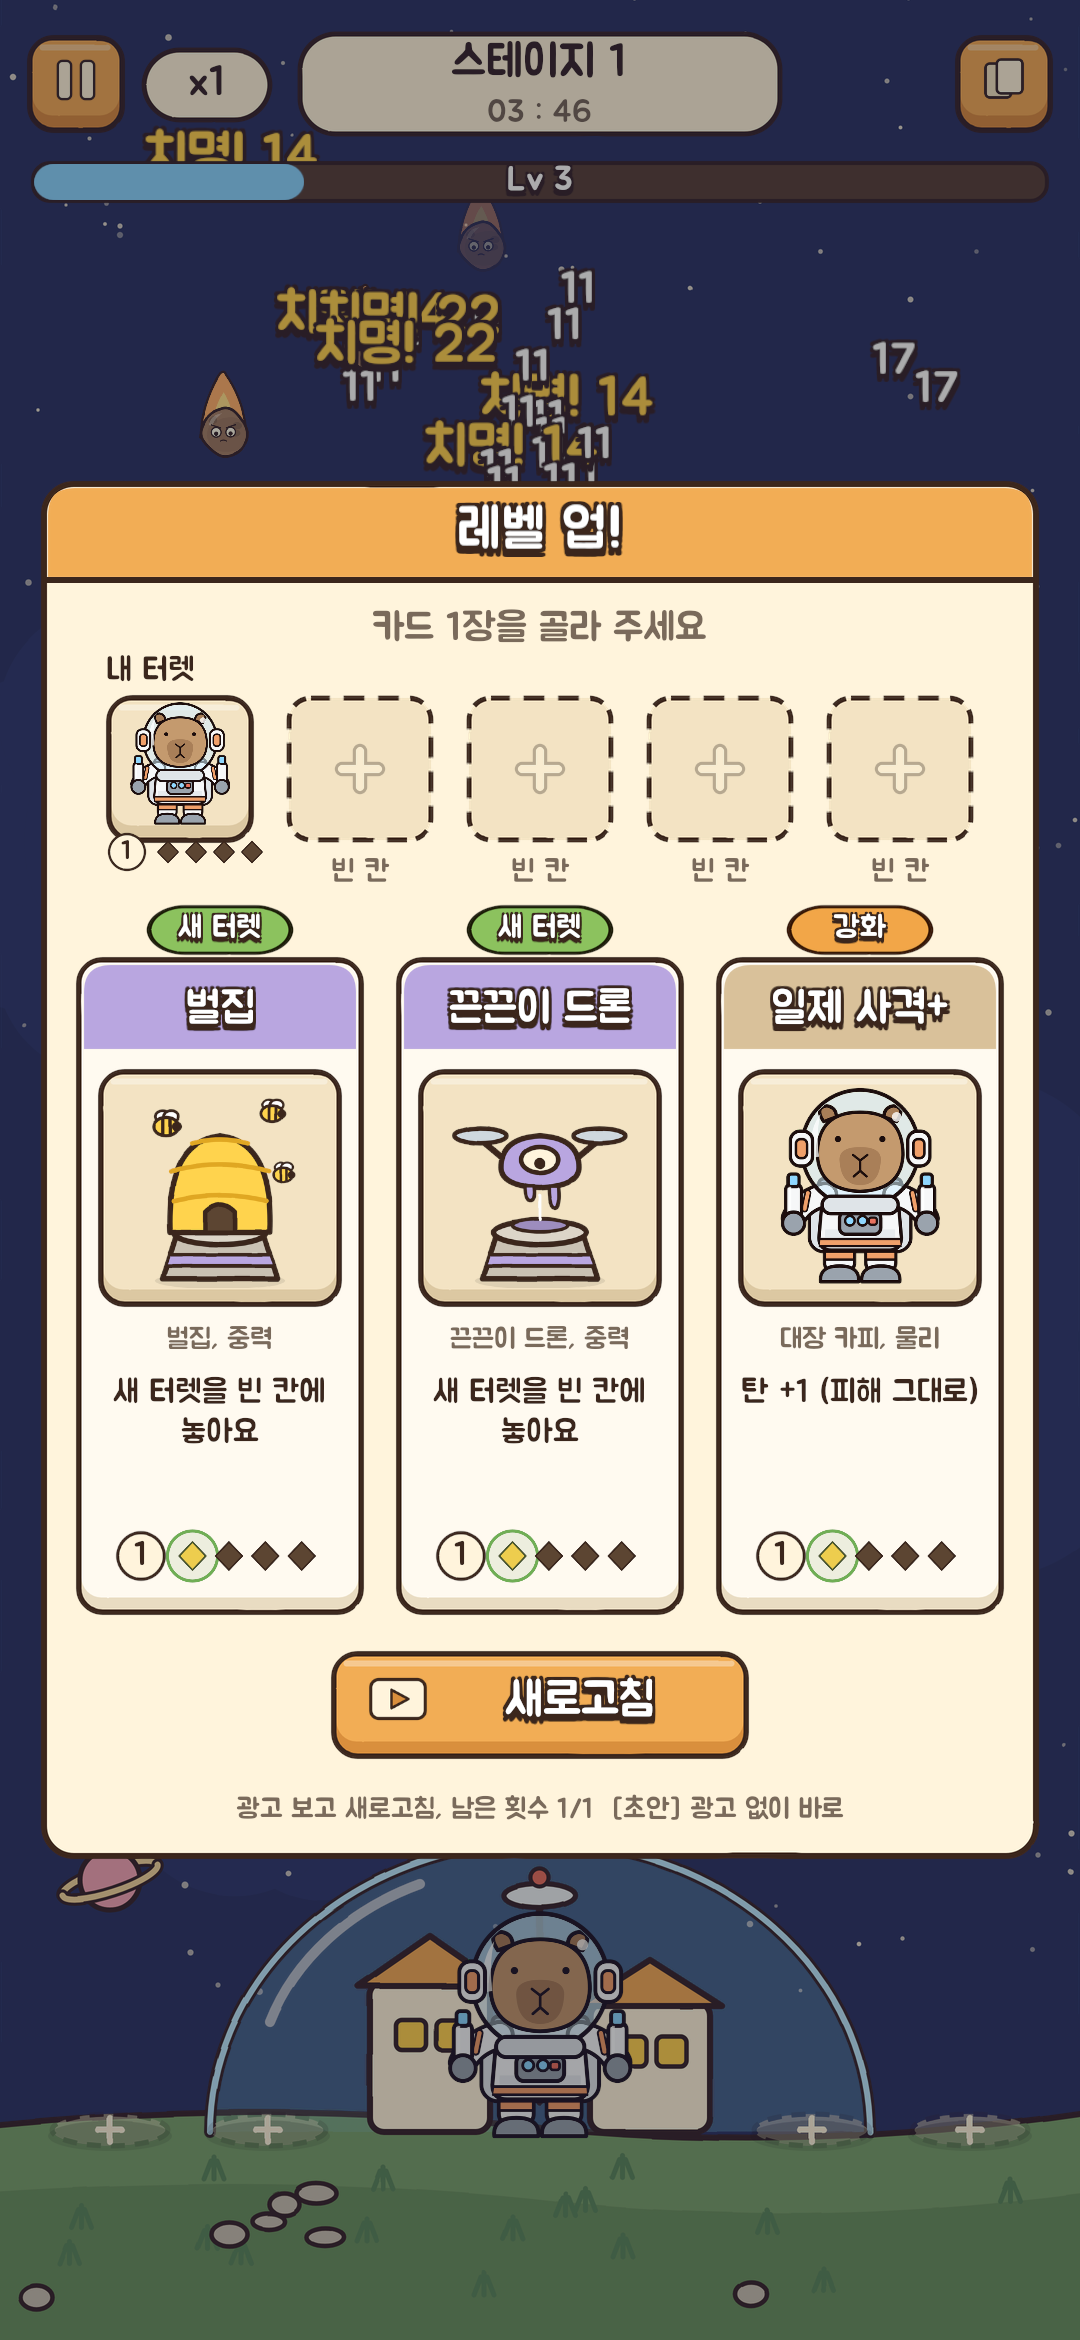 스테이지 1
x1
03 : 46
치명! 14
Lv 3
11
11
치명! 22
11
17
17
11
치명! 14
11
치명! 14
11
레벨 업!
카드 1장을 골라 주세요
내 터렛
1
빈 칸
빈 칸
빈 칸
빈 칸
새 터렛
새 터렛
강화
벌집
끈끈이 드론
일제 사격+
벌집, 중력
끈끈이 드론, 중력
대장 카피, 물리
새 터렛을 빈 칸에
놓아요
새 터렛을 빈 칸에
놓아요
탄 +1 (피해 그대로)
1
1
1
새로고침
광고 보고 새로고침, 남은 횟수 1/1 [초안] 광고 없이 바로